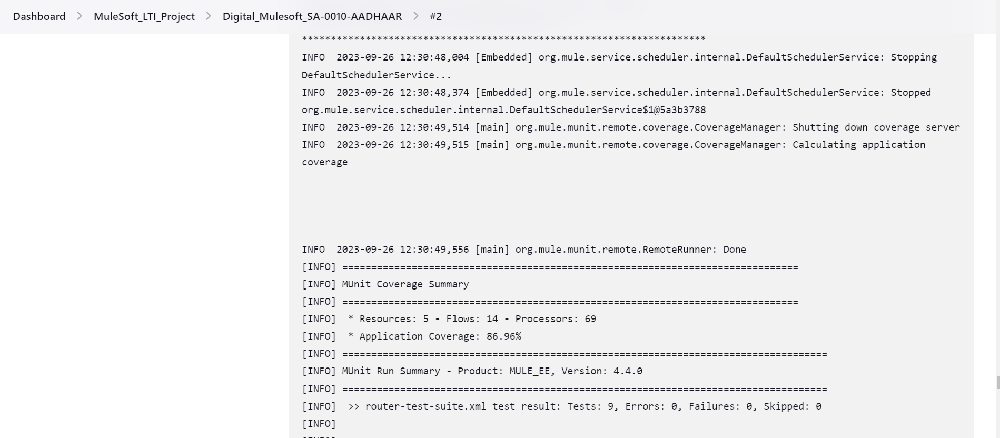 Dashboard > MuleSoft_LTI_Project > Digital_Mulesoft_SA-0010-AADHAAR > #2
**********************************************************************
INFO  2023-09-26 12:30:48,004 [Embedded] org.mule.service.scheduler.internal.DefaultSchedulerService: Stopping
DefaultSchedulerService...
INFO  2023-09-26 12:30:48,374 [Embedded] org.mule.service.scheduler.internal.DefaultSchedulerService: Stopped
org.mule.service.scheduler.internal.DefaultSchedulerService$1@5a3b3788
INFO  2023-09-26 12:30:49,514 [main] org.mule.munit.remote.coverage.CoverageManager: Shutting down coverage server
INFO  2023-09-26 12:30:49,515 [main] org.mule.munit.remote.coverage.CoverageManager: Calculating application
coverage
INFO  2023-09-26 12:30:49,556 [main] org.mule.munit.remote.RemoteRunner: Done
[INFO] ===============================================================================
[INFO] MUnit Coverage Summary
[INFO] ===============================================================================
[INFO]  * Resources: 5 - Flows: 14 - Processors: 69
[INFO]  * Application Coverage: 86.96%
[INFO] ====================================================================================
[INFO] MUnit Run Summary - Product: MULE_EE, Version: 4.4.0
[INFO] ====================================================================================
[INFO]  >> router-test-suite.xml test result: Tests: 9, Errors: 0, Failures: 0, Skipped: 0
[INFO]